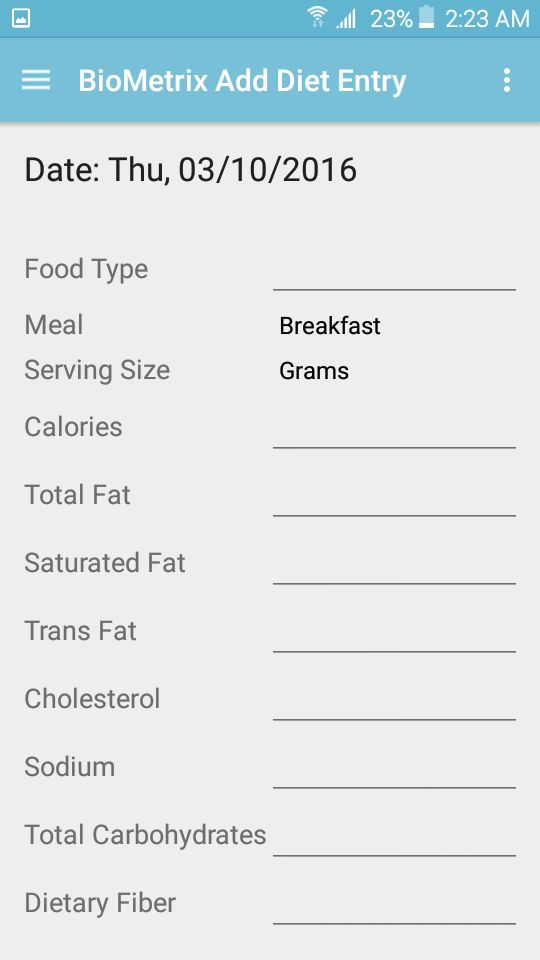 23% 2:23 AM
BioMetrix Add Diet Entry
Date: Thu, 03/10/2016
Food Type
Meal Breakfast
Serving Size Grams
Calories
Total Fat
Saturated Fat
Trans Fat
Cholesterol
Sodium
Total Carbohydrates
Dietary Fiber